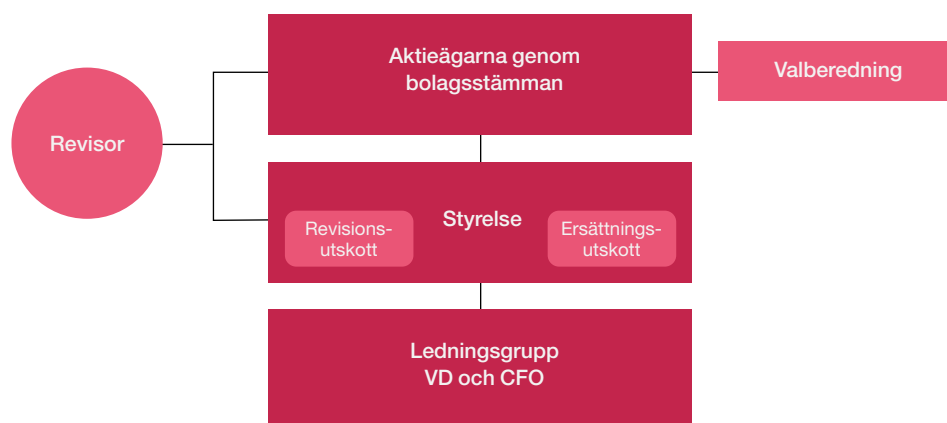 Aktieägarna genom
bolagsstämman
Valberedning
Revisor
Styrelse
Revisions-
utskott
Ersättnings-
utskott
Ledningsgrupp
VD och CFO